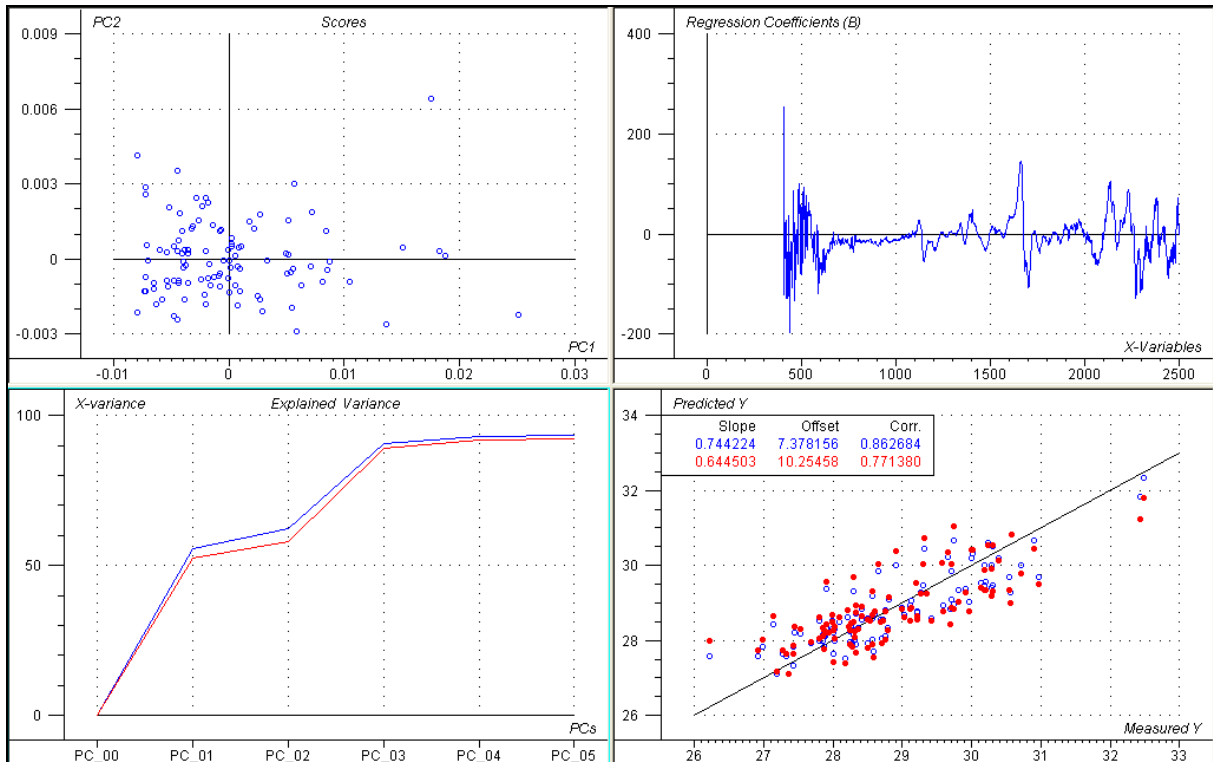 PC2 Scores
0.009
0.006
0.003
0
-0.003
PC1
-0.01 0 0.01 0.02 0.03
Regression Coefficients (B)
400
200
0
-200
X-Variables
0 500 1000 1500 2000 2500
X-variance Explained Variance
100
50
0
PCs
PC_00 PC_01 PC_02 PC_03 PC_04 PC_05
Predicted Y
34
Slope Offset Corr.
0.744224 7.378156 0.862684
0.644503 10.25458 0.771380
32
30
28
26
Measured Y
26 27 28 29 30 31 32 33